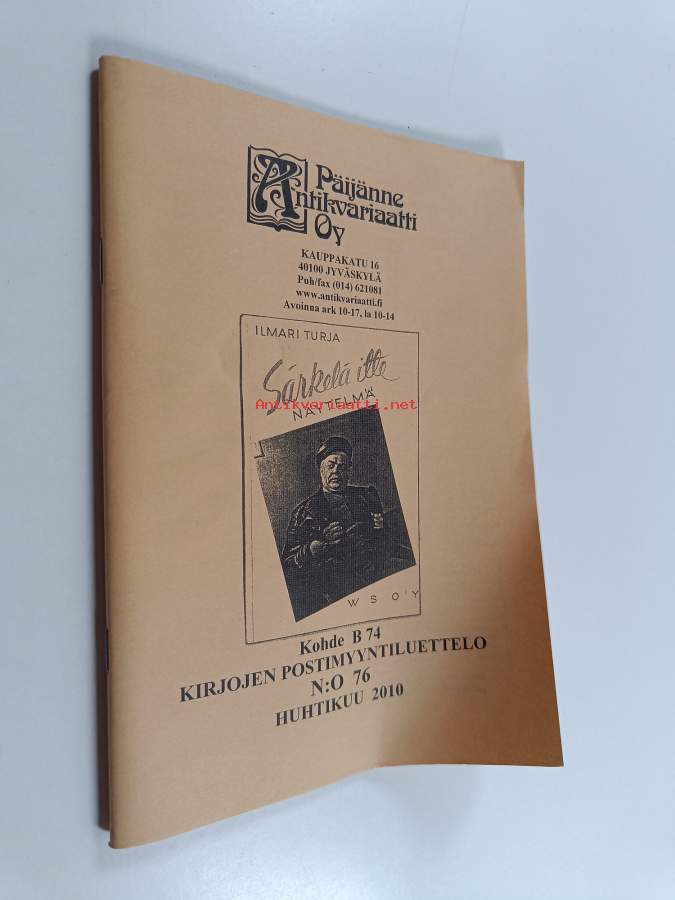 Päijänne
Antikvariaatti
Oy
KAUPPAKATU 16
40100 JYVÄSKYLÄ
Puh/fax (014) 621081
www.antikvariaatti.fi
Avoinna ark 10-17, la 10-14
ILMARI TURJA
Särkelä itte
Antikvariaatti.net
NÄYTELMÄ
WSO'Y
Kohde B 74
KIRJOJEN POSTIMYYNTILUETTELO
N:O 76
HUHTIKUU 2010